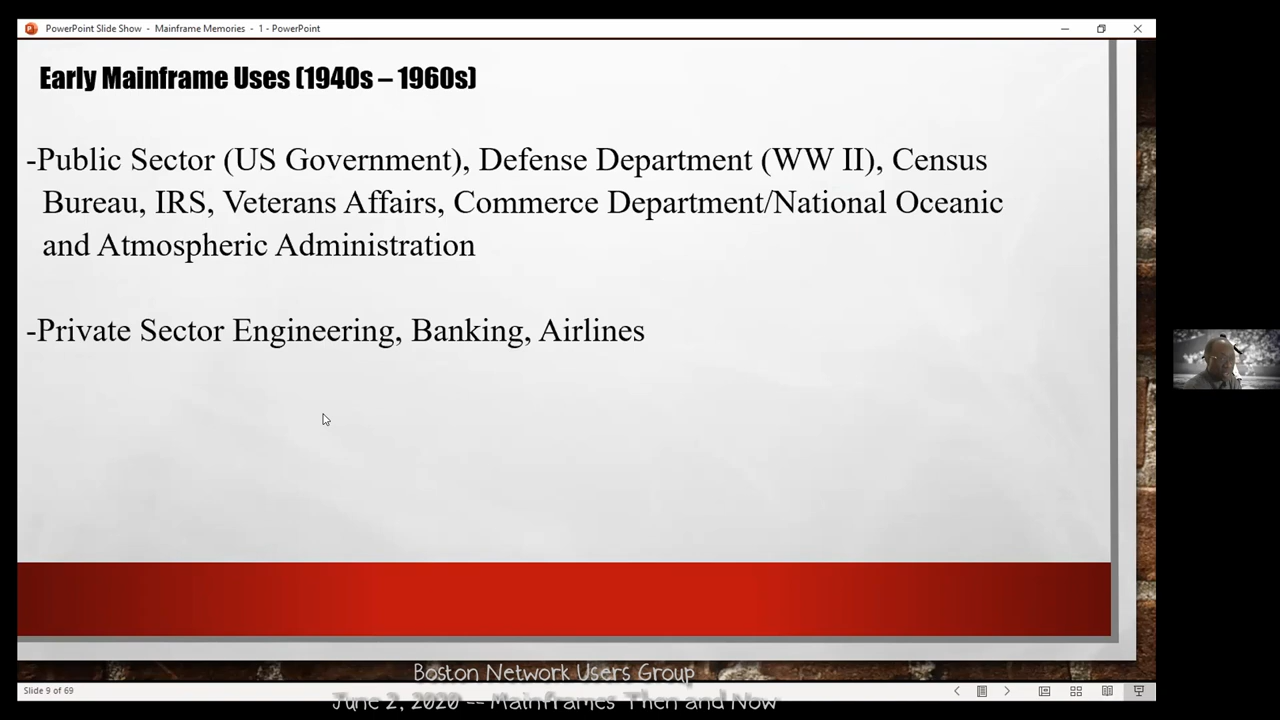 PowerPoint Slide Show - Mainframe Memories - 1 - PowerPoint
Early Mainframe Uses (1940s – 1960s)
-Public Sector (US Government), Defense Department (WW II), Census
Bureau, IRS, Veterans Affairs, Commerce Department/National Oceanic
and Atmospheric Administration
-Private Sector Engineering, Banking, Airlines
Boston Network Users Group
Slide 9 of 69
June 2, 2020 -- Mainframes Then and Now